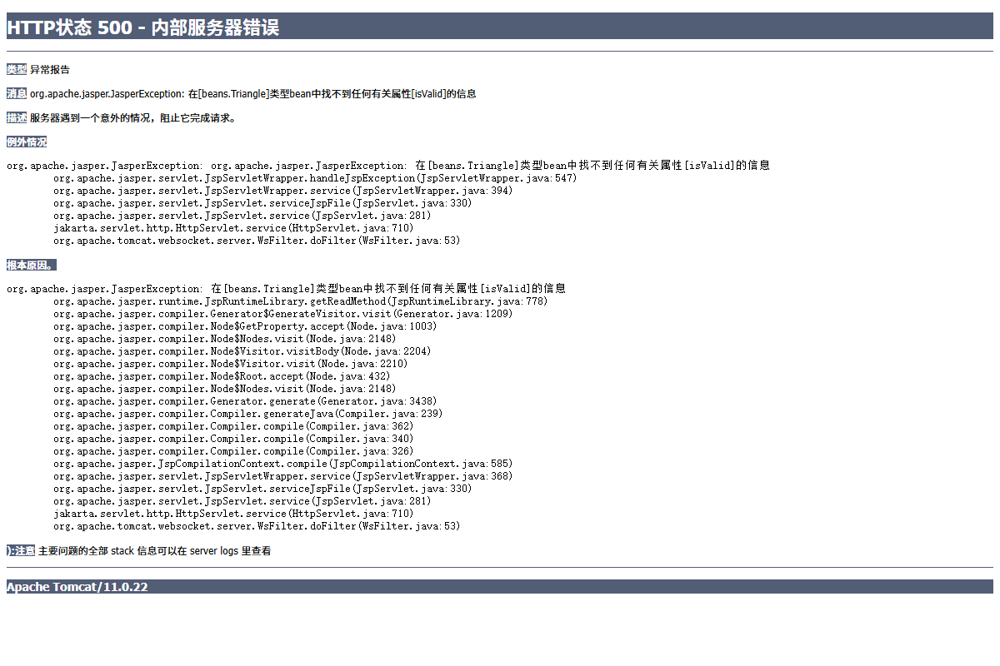 HTTP状态 500 - 内部服务器错误
类型 异常报告
消息 org.apache.jasper.JasperException: 在[beans.Triangle]类型bean中找不到任何有关属性[isValid]的信息
描述 服务器遇到一个意外的情况，阻止它完成请求。
例外情况
org.apache.jasper.JasperException: org.apache.jasper.JasperException: 在[beans.Triangle]类型bean中找不到任何有关属性[isValid]的信息
org.apache.jasper.servlet.JspServletWrapper.handleJspException(JspServletWrapper.java:547)
org.apache.jasper.servlet.JspServletWrapper.service(JspServletWrapper.java:394)
org.apache.jasper.servlet.JspServlet.serviceJspFile(JspServlet.java:330)
org.apache.jasper.servlet.JspServlet.service(JspServlet.java:281)
jakarta.servlet.http.HttpServlet.service(HttpServlet.java:710)
org.apache.tomcat.websocket.server.WsFilter.doFilter(WsFilter.java:53)
根本原因。
org.apache.jasper.JasperException: 在[beans.Triangle]类型bean中找不到任何有关属性[isValid]的信息
org.apache.jasper.runtime.JspRuntimeLibrary.getReadMethod(JspRuntimeLibrary.java:778)
org.apache.jasper.compiler.Generator$GenerateVisitor.visit(Generator.java:1209)
org.apache.jasper.compiler.Node$GetProperty.accept(Node.java:1003)
org.apache.jasper.compiler.Node$Nodes.visit(Node.java:2148)
org.apache.jasper.compiler.Node$Visitor.visitBody(Node.java:2204)
org.apache.jasper.compiler.Node$Visitor.visit(Node.java:2210)
org.apache.jasper.compiler.Node$Root.accept(Node.java:432)
org.apache.jasper.compiler.Node$Nodes.visit(Node.java:2148)
org.apache.jasper.compiler.Generator.generate(Generator.java:3438)
org.apache.jasper.compiler.Compiler.generateJava(Compiler.java:239)
org.apache.jasper.compiler.Compiler.compile(Compiler.java:362)
org.apache.jasper.compiler.Compiler.compile(Compiler.java:340)
org.apache.jasper.compiler.Compiler.compile(Compiler.java:326)
org.apache.jasper.JspCompilationContext.compile(JspCompilationContext.java:585)
org.apache.jasper.servlet.JspServletWrapper.service(JspServletWrapper.java:368)
org.apache.jasper.servlet.JspServlet.serviceJspFile(JspServlet.java:330)
org.apache.jasper.servlet.JspServlet.service(JspServlet.java:281)
jakarta.servlet.http.HttpServlet.service(HttpServlet.java:710)
org.apache.tomcat.websocket.server.WsFilter.doFilter(WsFilter.java:53)
):注意 主要问题的全部 stack 信息可以在 server logs 里查看
Apache Tomcat/11.0.22